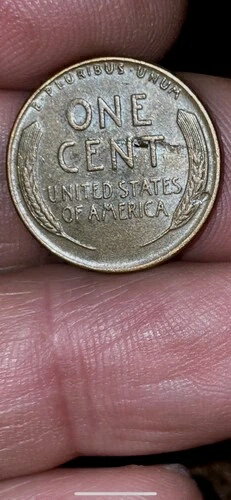 E·PLURIBUS·UNUM
ONE
CENT
UNITED STATES
OF AMERICA